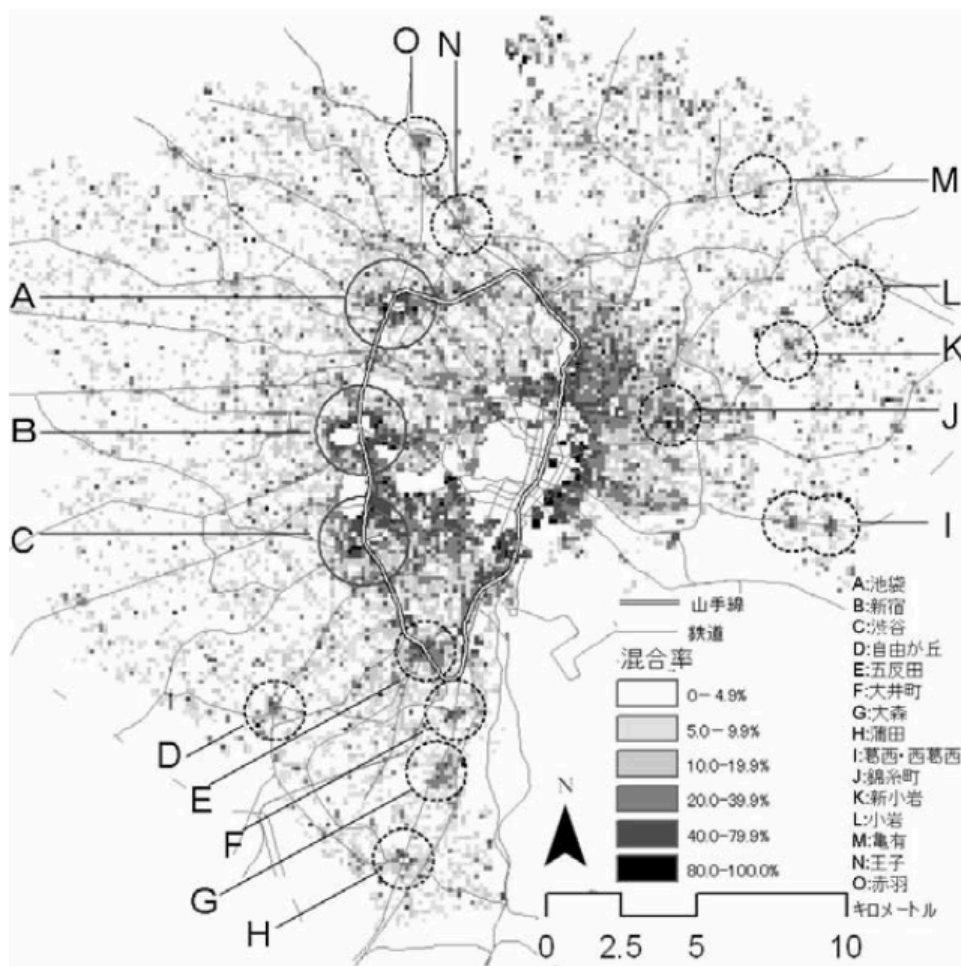 O N
M
A
L
K
B
J
C
I
D
E
F
G
H
山手線
鉄道
混合率
0－4.9%
5.0－9.9%
10.0－19.9%
20.0－39.9%
40.0－79.9%
80.0－100.0%
A:池袋
B:新宿
C:渋谷
D:自由が丘
E:五反田
F:大井町
G:大森
H:蒲田
I:葛西・西葛西
J:錦糸町
K:新小岩
L:小岩
M:亀有
N:王子
O:赤羽
N
キロメートル
0 2.5 5 10